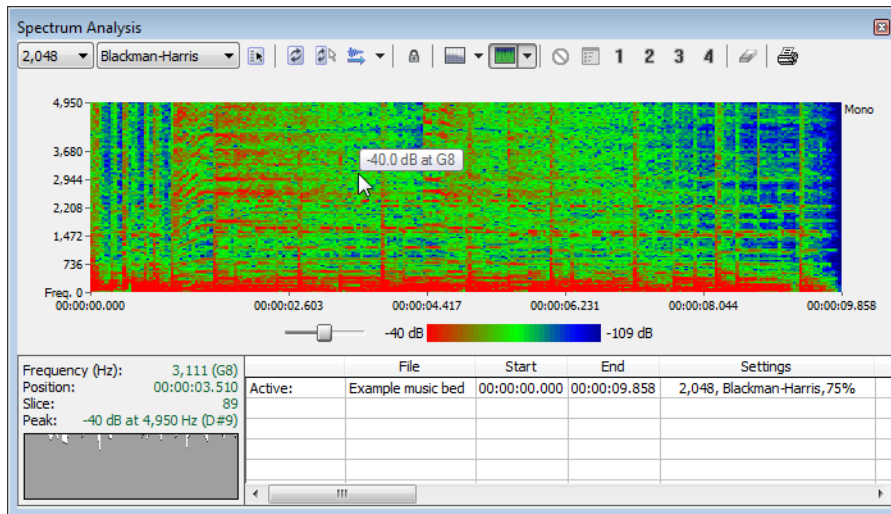 Spectrum Analysis
2,048 Blackman-Harris 1 2 3 4
4,950 Mono
3,680
-40.0 dB at G8
2,944
2,208
1,472
736
Freq. 0
00:00:00.000 00:00:02.603 00:00:04.417 00:00:06.231 00:00:08.044 00:00:09.858
-40 dB -109 dB
Frequency (Hz): 3,111 (G8)
Position: 00:00:03.510
Slice: 89
Peak: -40 dB at 4,950 Hz (D#9)
File Start End Settings
Active: Example music bed 00:00:00.000 00:00:09.858 2,048, Blackman-Harris,75%